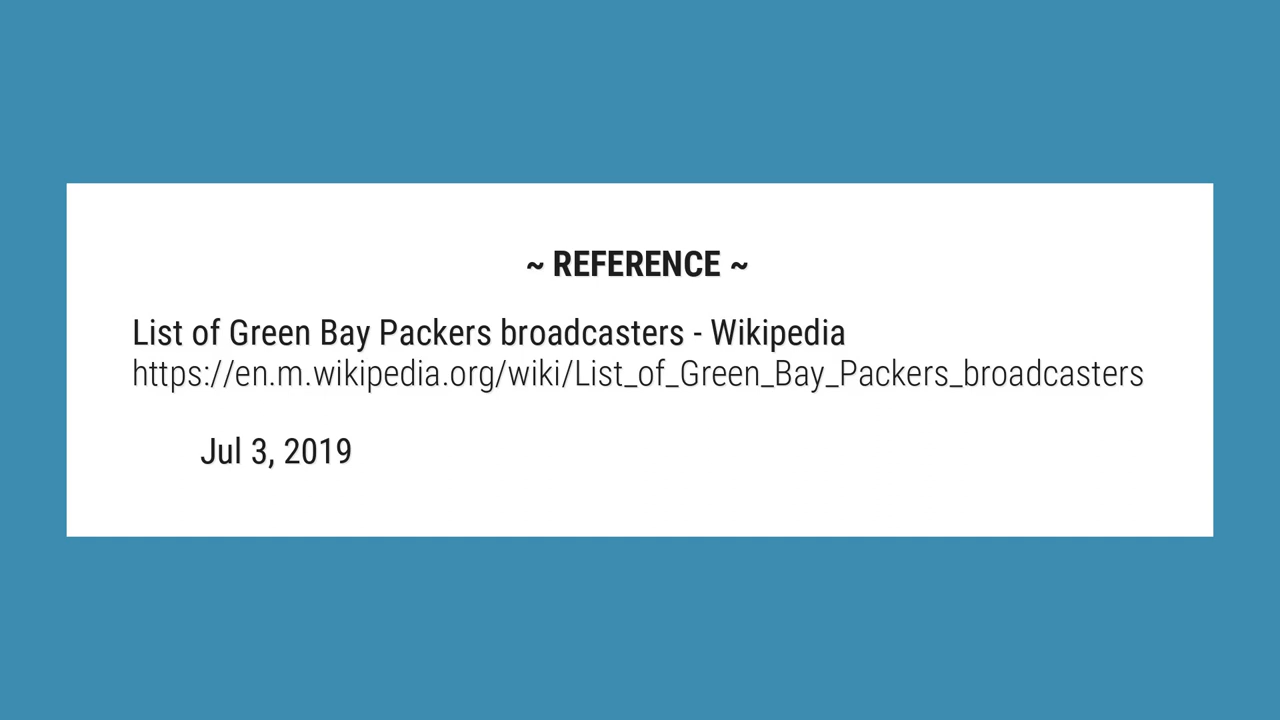 ~ REFERENCE ~
List of Green Bay Packers broadcasters - Wikipedia
https://en.m.wikipedia.org/wiki/List_of_Green_Bay_Packers_broadcasters
Jul 3, 2019